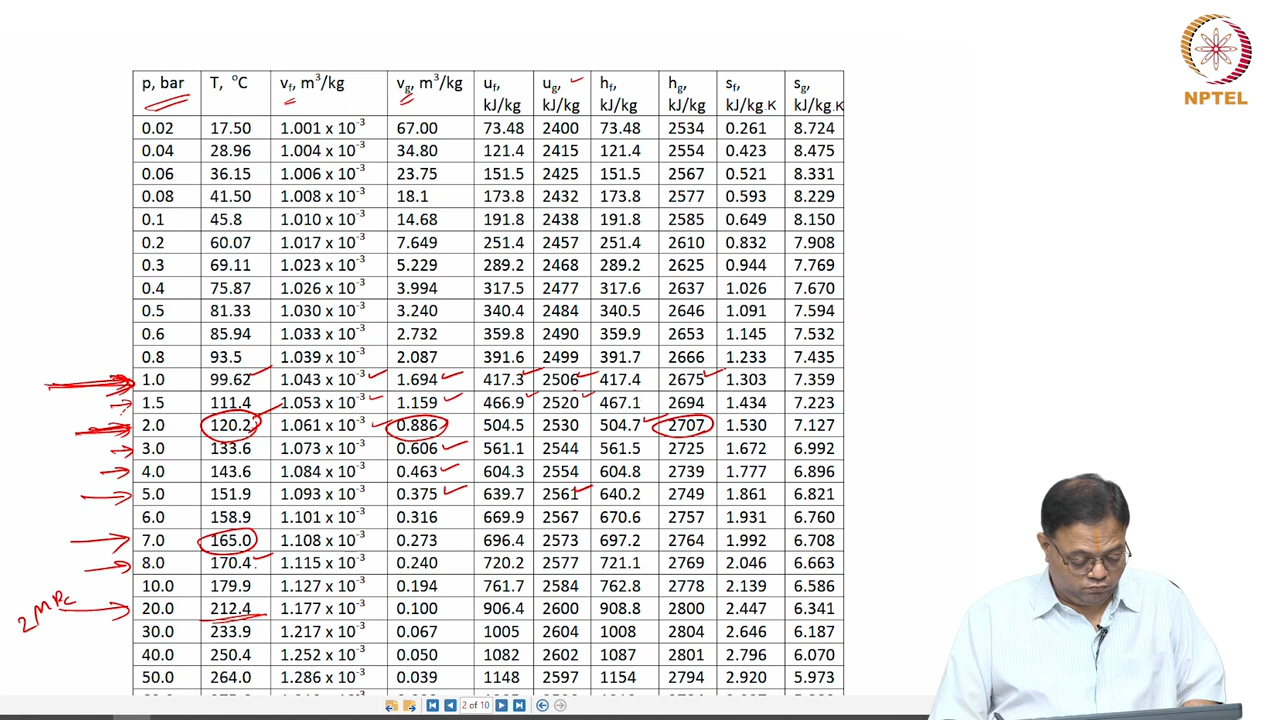 NPTEL
p, bar T, °C vf, m³/kg vg, m³/kg uf, kJ/kg ug, kJ/kg hf, kJ/kg hg, kJ/kg sf, kJ/kg.K sg, kJ/kg.K
0.02 17.50 1.001 x 10⁻³ 67.00 73.48 2400 73.48 2534 0.261 8.724
0.04 28.96 1.004 x 10⁻³ 34.80 121.4 2415 121.4 2554 0.423 8.475
0.06 36.15 1.006 x 10⁻³ 23.75 151.5 2425 151.5 2567 0.521 8.331
0.08 41.50 1.008 x 10⁻³ 18.1 173.8 2432 173.8 2577 0.593 8.229
0.1 45.8 1.010 x 10⁻³ 14.68 191.8 2438 191.8 2585 0.649 8.150
0.2 60.07 1.017 x 10⁻³ 7.649 251.4 2457 251.4 2610 0.832 7.908
0.3 69.11 1.023 x 10⁻³ 5.229 289.2 2468 289.2 2625 0.944 7.769
0.4 75.87 1.026 x 10⁻³ 3.994 317.5 2477 317.6 2637 1.026 7.670
0.5 81.33 1.030 x 10⁻³ 3.240 340.4 2484 340.5 2646 1.091 7.594
0.6 85.94 1.033 x 10⁻³ 2.732 359.8 2490 359.9 2653 1.145 7.532
0.8 93.5 1.039 x 10⁻³ 2.087 391.6 2499 391.7 2666 1.233 7.435
1.0 99.62 1.043 x 10⁻³ 1.694 417.3 2506 417.4 2675 1.303 7.359
1.5 111.4 1.053 x 10⁻³ 1.159 466.9 2520 467.1 2694 1.434 7.223
2.0 120.2 1.061 x 10⁻³ 0.886 504.5 2530 504.7 2707 1.530 7.127
3.0 133.6 1.073 x 10⁻³ 0.606 561.1 2544 561.5 2725 1.672 6.992
4.0 143.6 1.084 x 10⁻³ 0.463 604.3 2554 604.8 2739 1.777 6.896
5.0 151.9 1.093 x 10⁻³ 0.375 639.7 2561 640.2 2749 1.861 6.821
6.0 158.9 1.101 x 10⁻³ 0.316 669.9 2567 670.6 2757 1.931 6.760
7.0 165.0 1.108 x 10⁻³ 0.273 696.4 2573 697.2 2764 1.992 6.708
8.0 170.4 1.115 x 10⁻³ 0.240 720.2 2577 721.1 2769 2.046 6.663
10.0 179.9 1.127 x 10⁻³ 0.194 761.7 2584 762.8 2778 2.139 6.586
2MPa 20.0 212.4 1.177 x 10⁻³ 0.100 906.4 2600 908.8 2800 2.447 6.341
30.0 233.9 1.217 x 10⁻³ 0.067 1005 2604 1008 2804 2.646 6.187
40.0 250.4 1.252 x 10⁻³ 0.050 1082 2602 1087 2801 2.796 6.070
50.0 264.0 1.286 x 10⁻³ 0.039 1148 2597 1154 2794 2.920 5.973
2 of 10